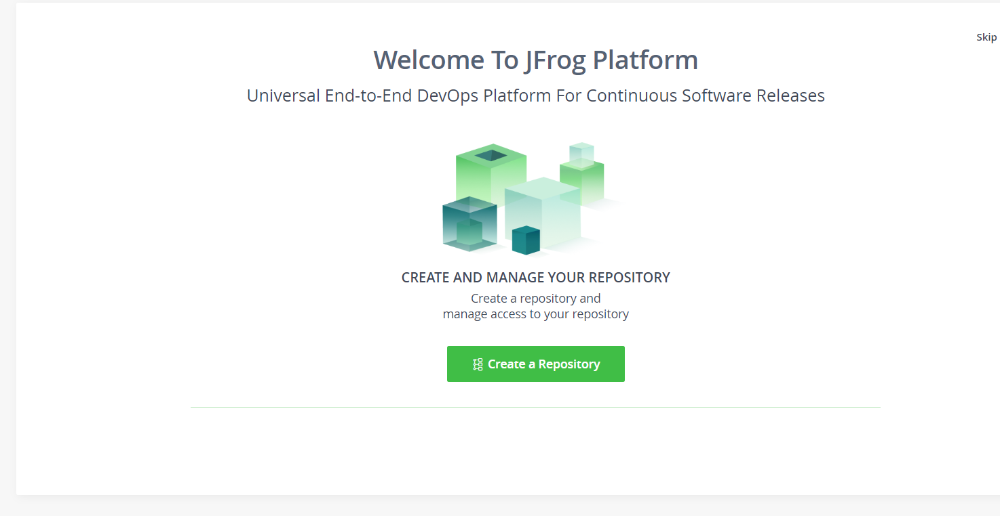 Skip
Welcome To JFrog Platform
Universal End-to-End DevOps Platform For Continuous Software Releases
CREATE AND MANAGE YOUR REPOSITORY
Create a repository and
manage access to your repository
Create a Repository